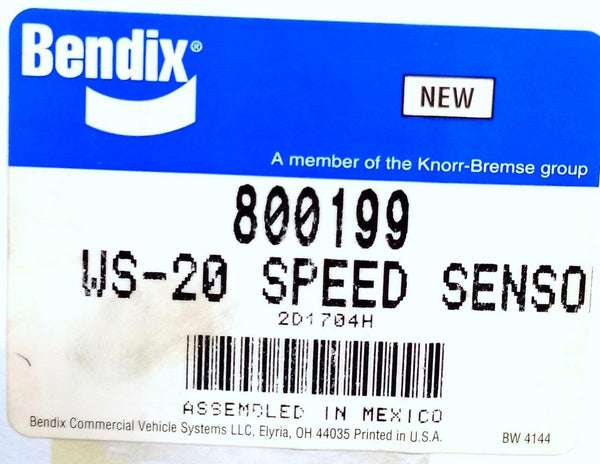 Bendix®
NEW
A member of the Knorr-Bremse group
800199
WS-20 SPEED SENSO
2D1704H
ASSEMBLED IN MEXICO
Bendix Commercial Vehicle Systems LLC, Elyria, OH 44035 Printed in U.S.A.
BW 4144